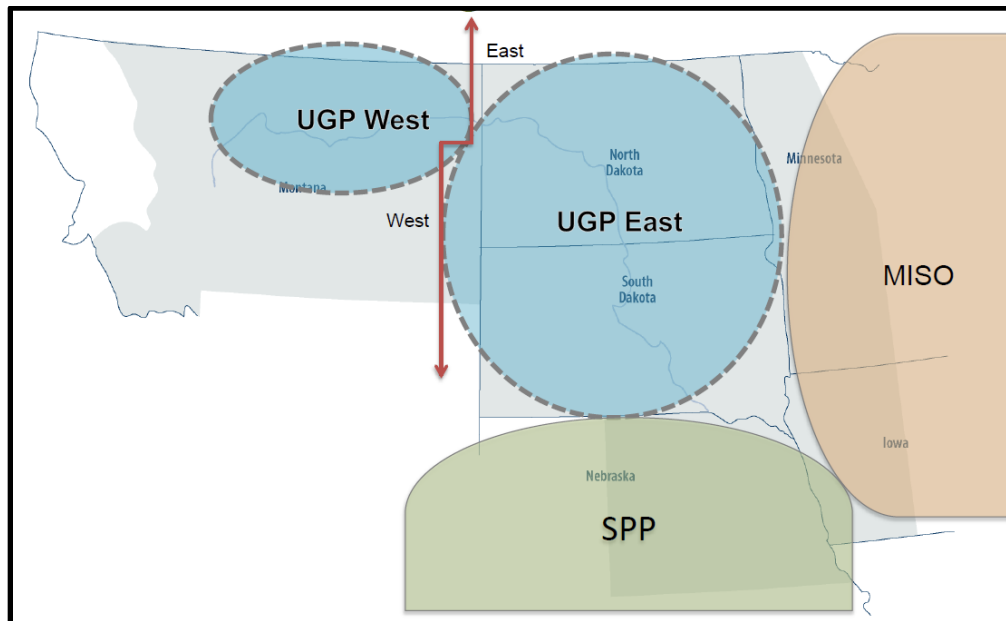 East
UGP West
North
Dakota
Minnesota
Montana
West
UGP East
MISO
South
Dakota
Iowa
Nebraska
SPP